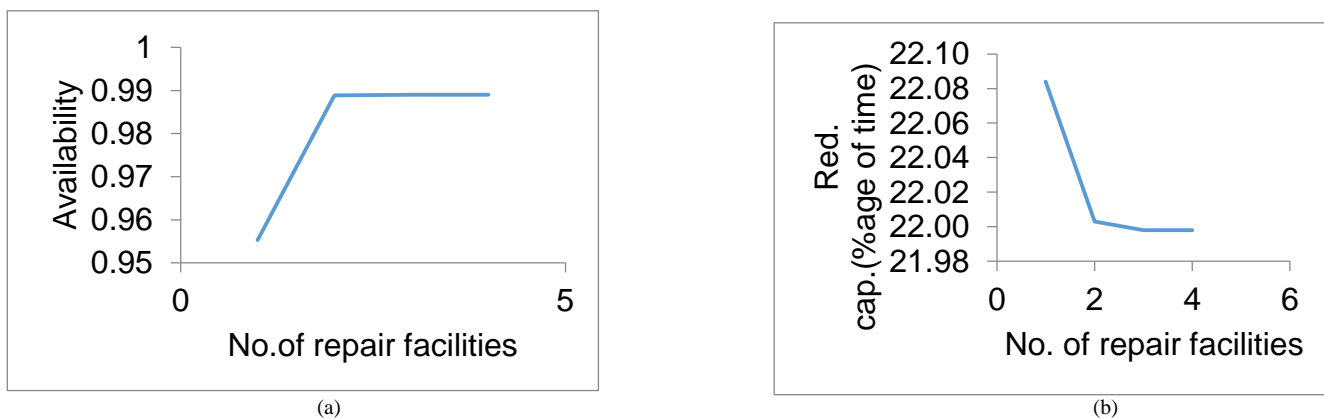 1
0.99
0.98
0.97
0.96
0.95
Availability
0 5
No.of repair facilities
(a)
22.10
22.08
22.06
22.04
22.02
22.00
21.98
Red.
cap.(%age of time)
0 2 4 6
No. of repair facilities
(b)